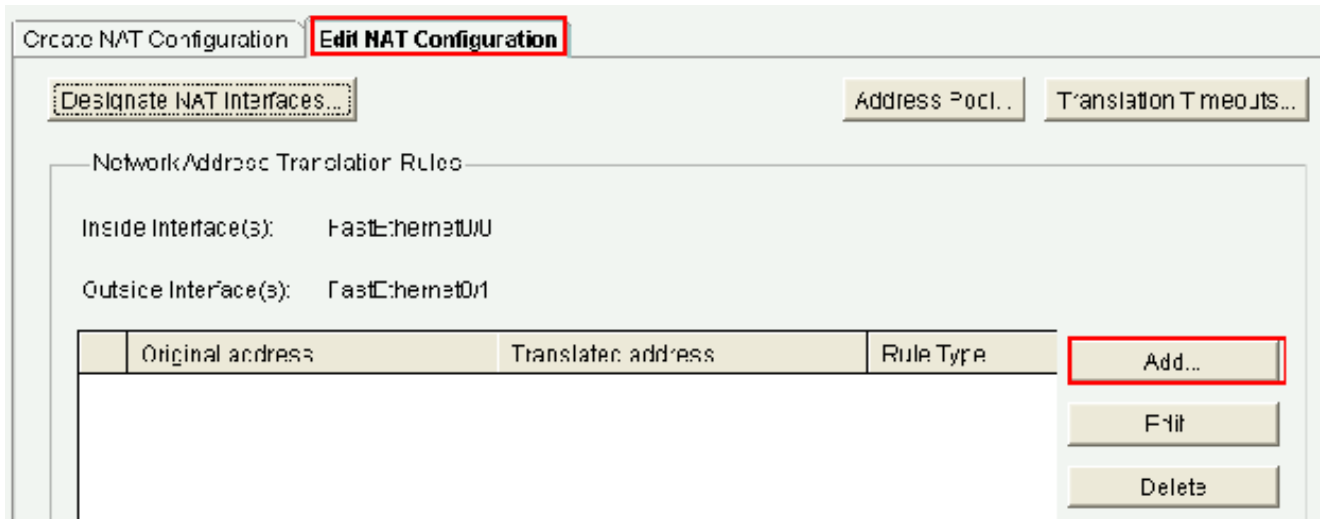 Create NAT Configuration Edit NAT Configuration
Designate NAT Interfaces... Address Pool... Translation Timeouts...
Network Address Translation Rules
Inside Interface(s): FastEthernet0/0
Outside Interface(s): FastEthernet0/1
Original address Translated address Rule Type
Add...
Edit
Delete